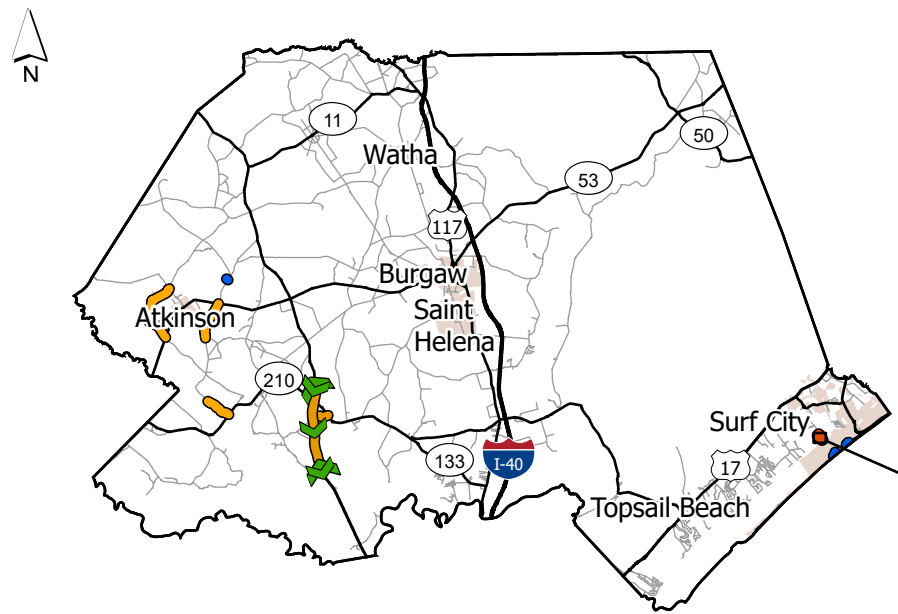 N
11
50
Watha
53
117
Burgaw
Saint
Helena
Atkinson
210
Surf City
133
I-40
17
Topsail Beach